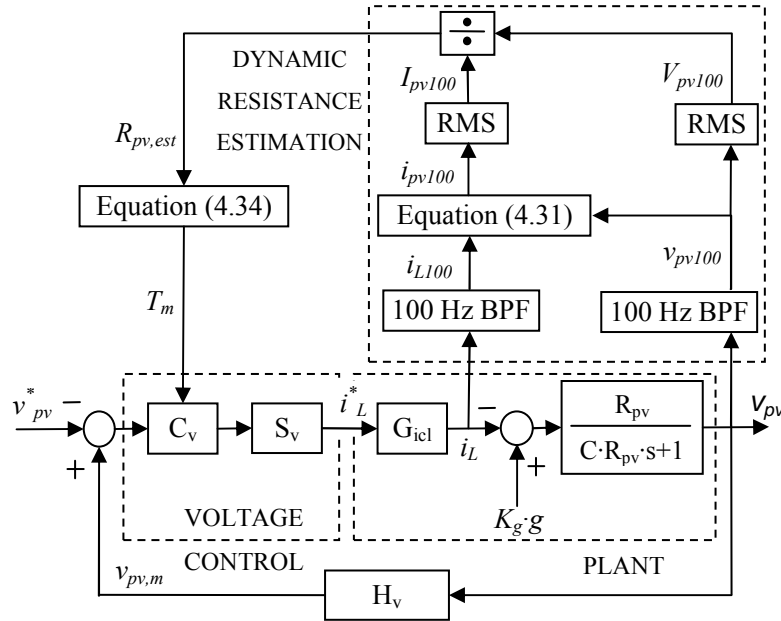 ÷
DYNAMIC
RESISTANCE
ESTIMATION
I_pv100
V_pv100
RMS
RMS
R_pv,est
i_pv100
Equation (4.34)
Equation (4.31)
i_L100
v_pv100
T_m
100 Hz BPF
100 Hz BPF
v*_pv
−
+
C_v
S_v
i*_L
G_icl
i_L
−
+
R_pv
C·R_pv·s+1
v_pv
K_g·g
VOLTAGE
CONTROL
PLANT
v_pv,m
H_v